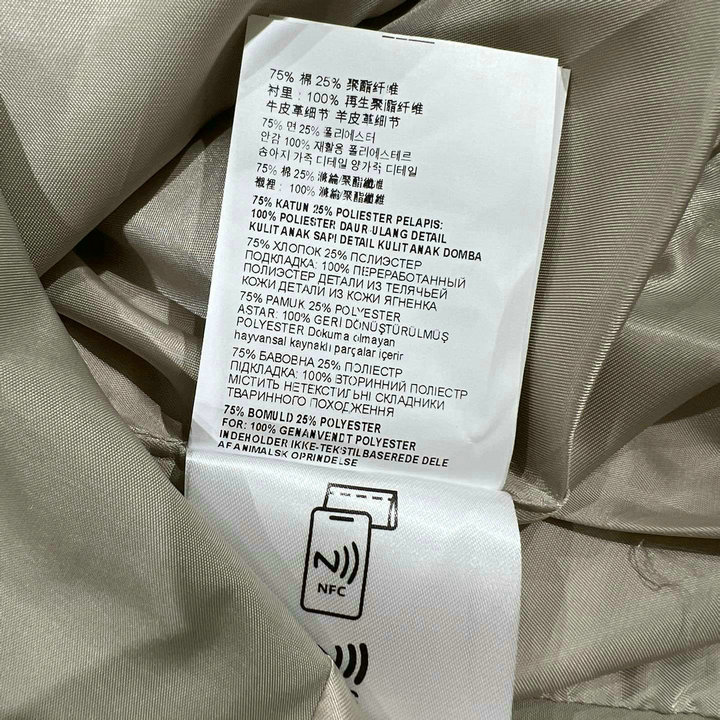 75% 棉 25% 聚酯纤维
衬里：100% 再生聚酯纤维
牛皮革细节 羊皮革细节
75% 면 25% 폴리에스터
안감 100% 재활용 폴리에스테르
송아지 가죽 디테일 양가죽 디테일
75% 棉 25% 滌綸/聚酯纖維
襯裡：100% 滌綸/聚酯纖維
75% KATUN 25% POLIESTER PELAPIS:
100% POLIESTER DAUR ULANG DETAIL
KULIT ANAK SAPI DETAIL KULIT ANAK DOMBA
75% ХЛОПОК 25% ПОЛИЭСТЕР
ПОДКЛАДКА: 100% ПЕРЕРАБОТАННЫЙ
ПОЛИЭСТЕР ДЕТАЛИ ИЗ ТЕЛЯЧЬЕЙ
КОЖИ ДЕТАЛИ ИЗ КОЖИ ЯГНЕНКА
75% PAMUK 25% POLYESTER
ASTAR: 100% GERİ DÖNÜŞTÜRÜLMÜŞ
POLYESTER Dokuma olmayan
hayvansal kaynaklı parçalar içerir
75% БАВОВНА 25% ПОЛІЕСТР
ПІДКЛАДКА: 100% ВТОРИННИЙ ПОЛІЕСТР
МІСТИТЬ НЕТЕКСТИЛЬНІ СКЛАДНИКИ
ТВАРИННОГО ПОХОДЖЕННЯ
75% BOMULD 25% POLYESTER
FOR: 100% GENANVENDT POLYESTER
INDEHOLDER IKKE-TEKSTILBASEREDE DELE
AF ANIMALSK OPRINDELSE
NFC